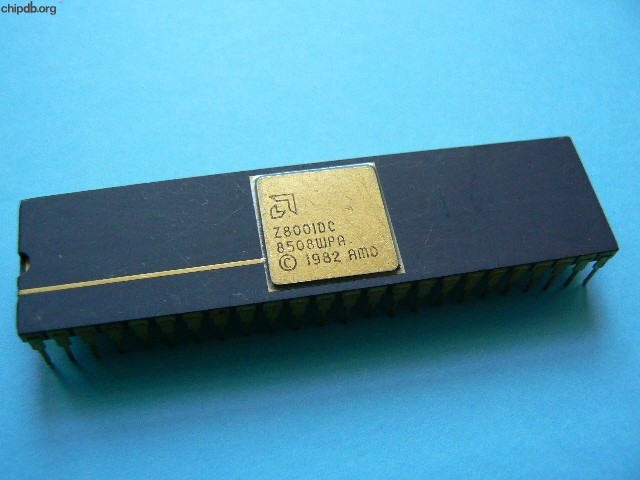 chipdb.org
Z8001DC
8508WPA
© 1982 AMD